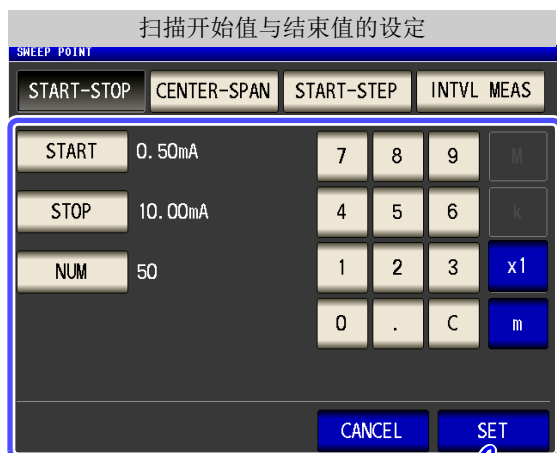 扫描开始值与结束值的设定
SWEEP POINT
START-STOP CENTER-SPAN START-STEP INTVL MEAS
START 0.50mA 7 8 9 M
STOP 10.00mA 4 5 6 k
NUM 50 1 2 3 x1
0 . C m
CANCEL SET